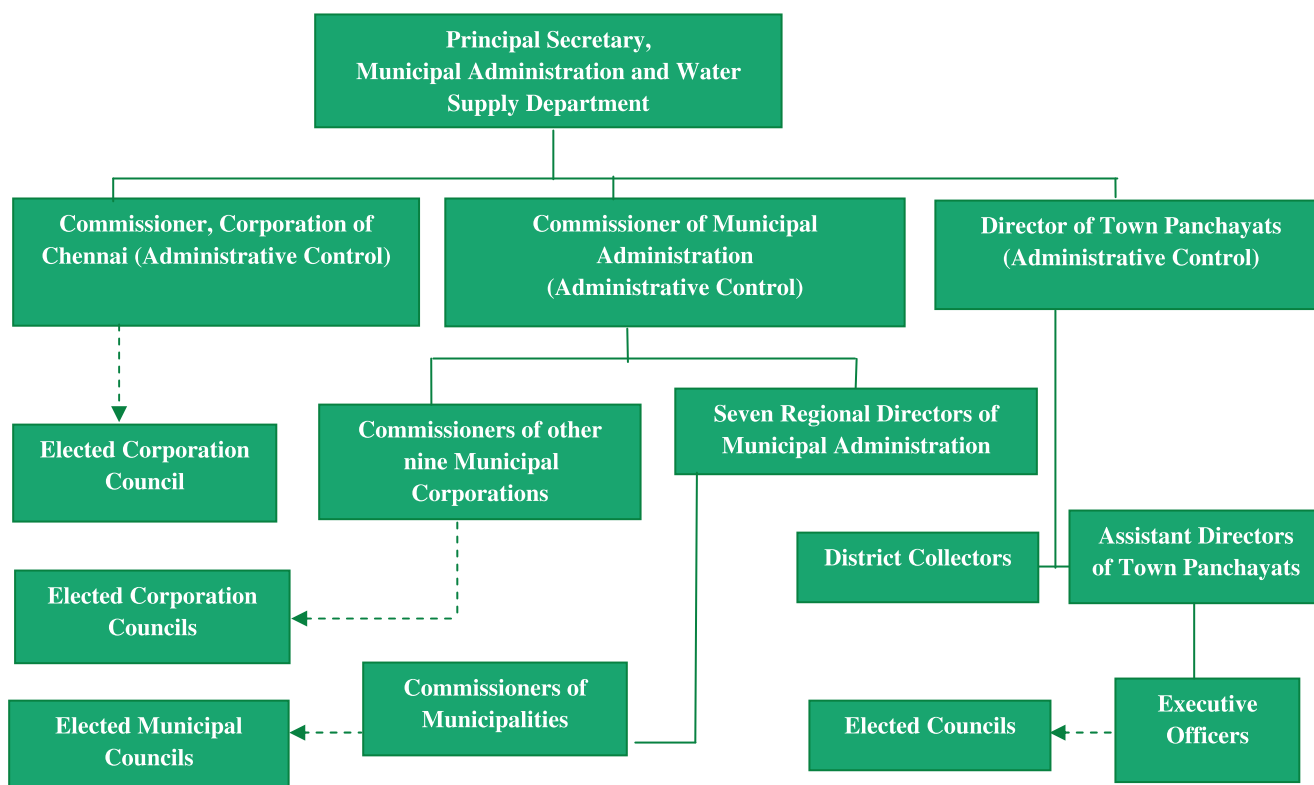 Principal Secretary,
Municipal Administration and Water
Supply Department
Commissioner, Corporation of
Chennai (Administrative Control)
Commissioner of Municipal
Administration
(Administrative Control)
Director of Town Panchayats
(Administrative Control)
Elected Corporation
Council
Commissioners of other
nine Municipal
Corporations
Seven Regional Directors of
Municipal Administration
District Collectors
Assistant Directors
of Town Panchayats
Elected Corporation
Councils
Commissioners of
Municipalities
Elected Municipal
Councils
Elected Councils
Executive
Officers